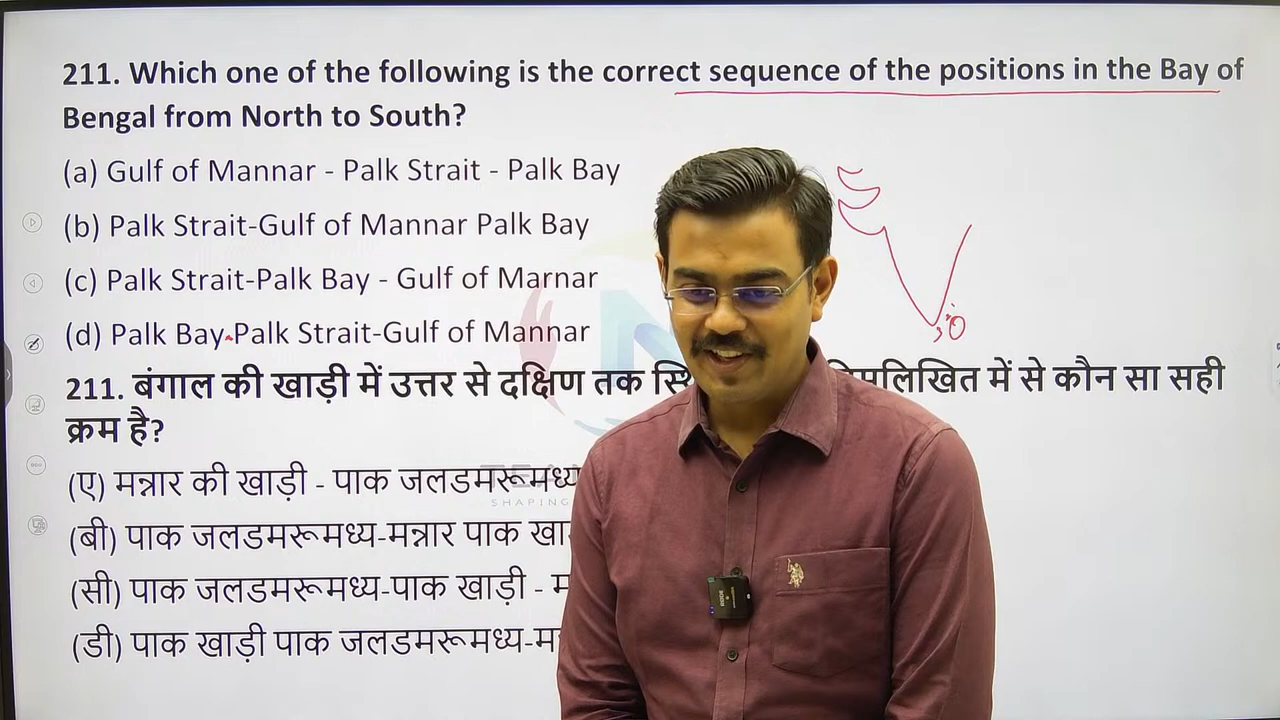 211. Which one of the following is the correct sequence of the positions in the Bay of
Bengal from North to South?
(a) Gulf of Mannar - Palk Strait - Palk Bay
(b) Palk Strait-Gulf of Mannar Palk Bay
(c) Palk Strait-Palk Bay - Gulf of Marnar
(d) Palk Bay-Palk Strait-Gulf of Mannar
211. बंगाल की खाड़ी में उत्तर से दक्षिण तक में से कौन सा सही
क्रम है?
(ए) मन्नार की खाड़ी - पाक जलडमरूमध्य
(बी) पाक जलडमरूमध्य-मन्नार पाक
(सी) पाक जलडमरूमध्य-पाक खाड़ी -
(डी) पाक खाड़ी पाक जलडमरूमध्य-
SHAPING